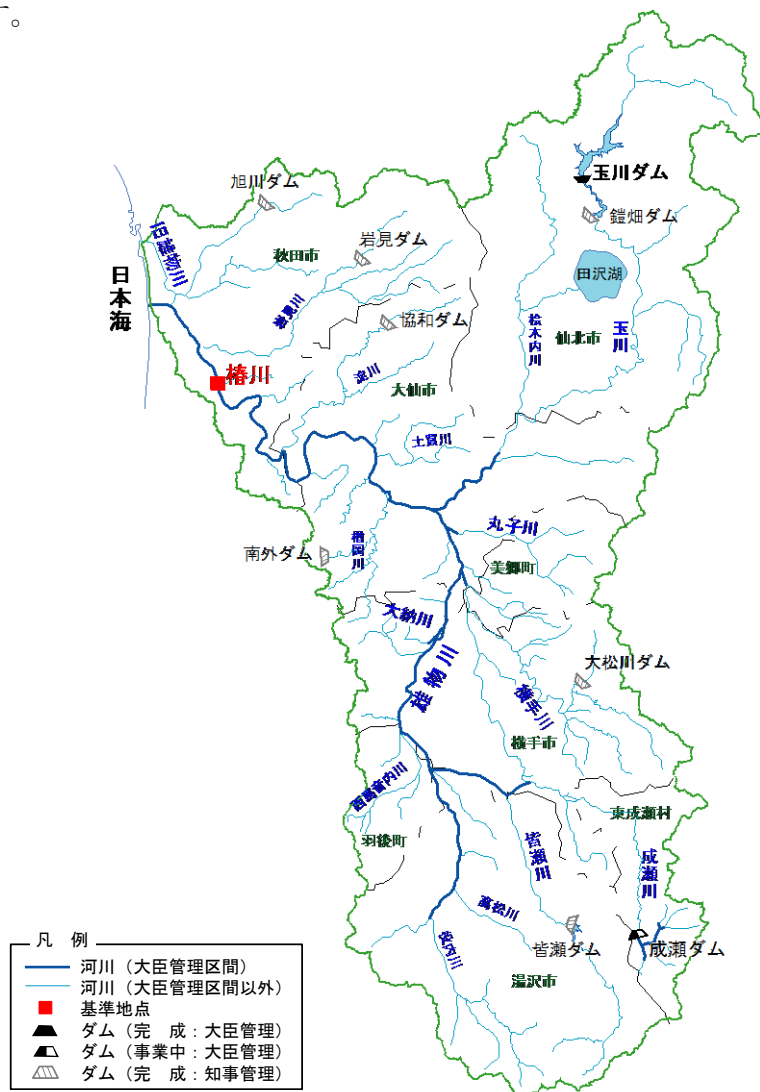 す。
玉川ダム
旭川ダム
鎧畑ダム
旧雄物川
秋田市
岩見ダム
日本海
田沢湖
岩見川
協和ダム
桧木内川
仙北市
玉川
椿川
淀川
大仙市
土買川
丸子川
南外ダム
楢岡川
美郷町
大納川
雄物川
大松川ダム
横手川
横手市
西馬音内川
東成瀬村
羽後町
皆瀬川
成瀬川
高松川
役内川
皆瀬ダム
成瀬ダム
湯沢市
凡 例
河川（大臣管理区間）
河川（大臣管理区間以外）
基準地点
ダム（完 成：大臣管理）
ダム（事業中：大臣管理）
ダム（完 成：知事管理）